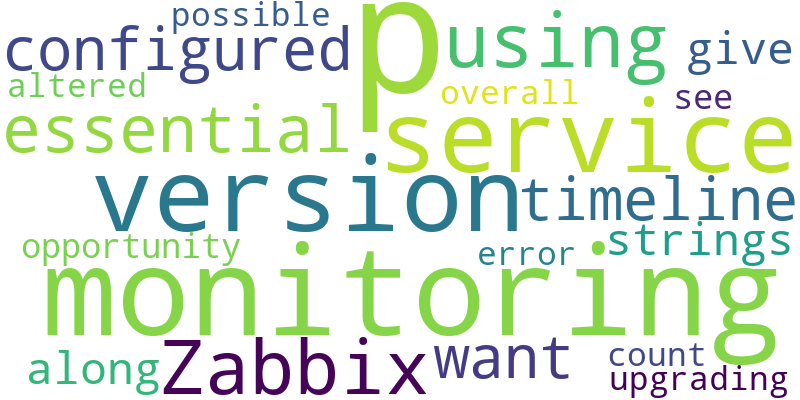 possible
p
using
configured
give
altered
overall
see
essential
service
version
timeline
opportunity
error
strings
monitoring
along
Zabbix
want
count
upgrading